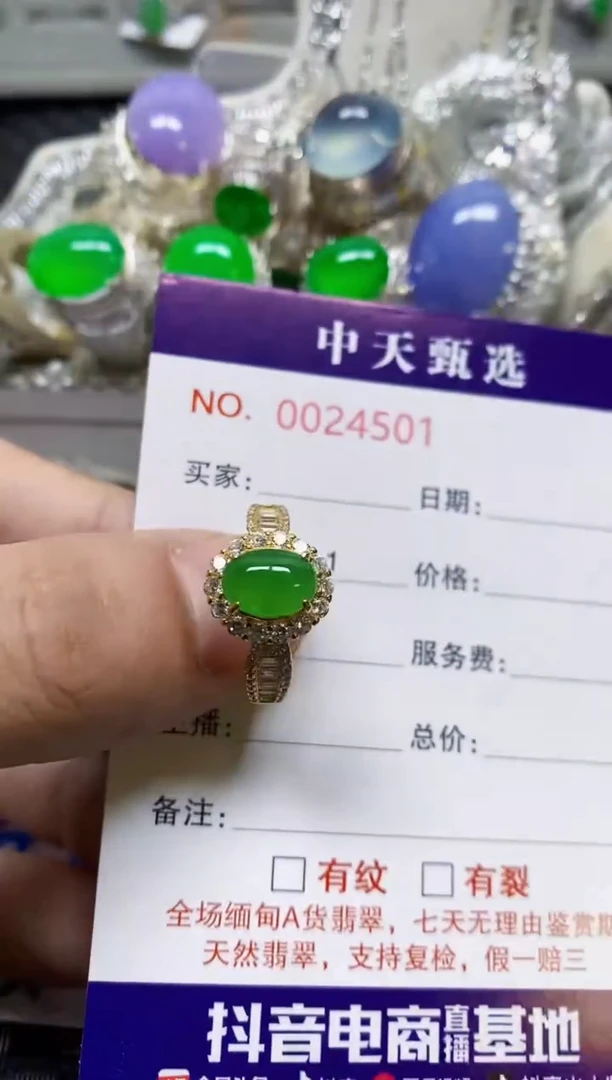 中天甄选
NO. 0024501
买家:
日期:
1
价格:
服务费:
播:
总价:
备注:
□ 有纹 □ 有裂
全场缅甸A货翡翠，七天无理由鉴赏期
天然翡翠，支持复检，假一赔三
抖音电商直播基地